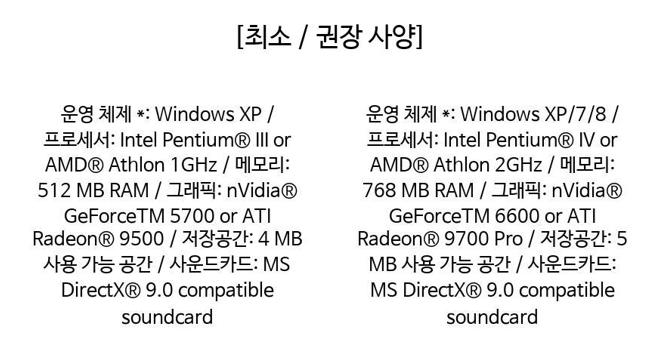 [최소 / 권장 사양]
운영 체제 *: Windows XP /
프로세서: Intel Pentium® III or
AMD® Athlon 1GHz / 메모리:
512 MB RAM / 그래픽: nVidia®
GeForceTM 5700 or ATI
Radeon® 9500 / 저장공간: 4 MB
사용 가능 공간 / 사운드카드: MS
DirectX® 9.0 compatible
soundcard
운영 체제 *: Windows XP/7/8 /
프로세서: Intel Pentium® IV or
AMD® Athlon 2GHz / 메모리:
768 MB RAM / 그래픽: nVidia®
GeForceTM 6600 or ATI
Radeon® 9700 Pro / 저장공간: 5
MB 사용 가능 공간 / 사운드카드:
MS DirectX® 9.0 compatible
soundcard